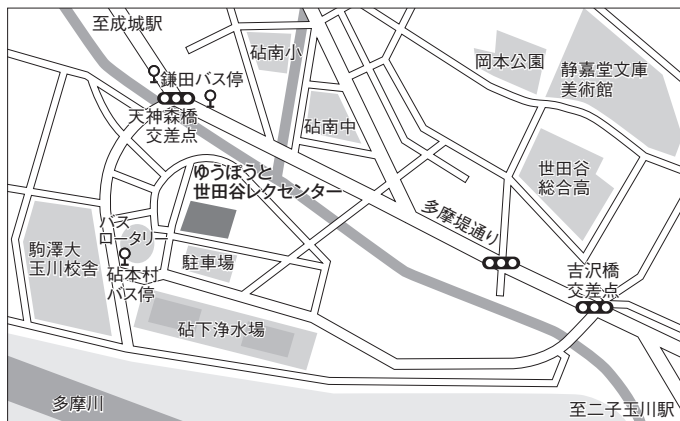 至成城駅
鎌田バス停
天神森橋
交差点
砧南小
砧南中
岡本公園
静嘉堂文庫
美術館
世田谷
総合高
ゆうぽうと
世田谷レクセンター
多摩堤通り
バス
ロータリー
駒澤大
玉川校舎
砧本村
バス停
駐車場
吉沢橋
交差点
砧下浄水場
多摩川
至二子玉川駅